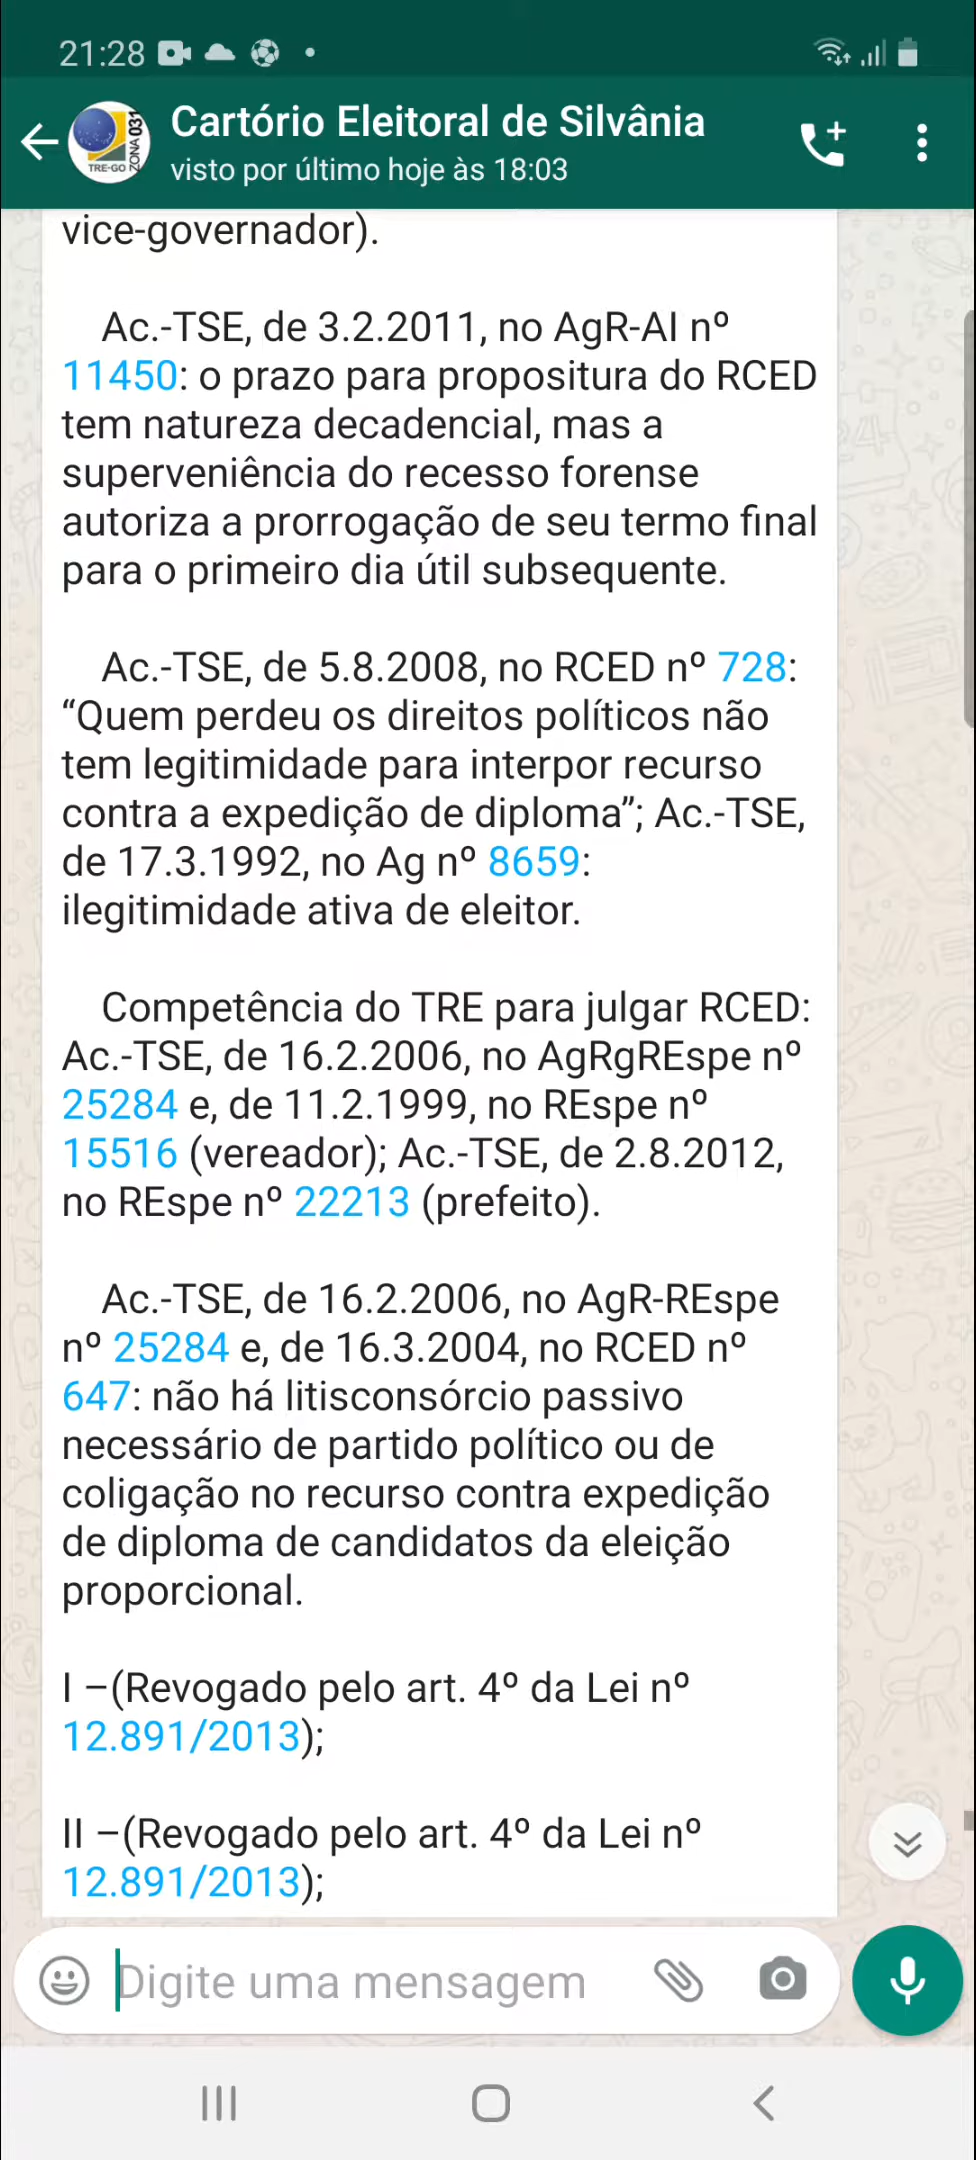 21:28
Cartório Eleitoral de Silvânia
visto por último hoje às 18:03
TRE-GO
ZONA 031
vice-governador).
Ac.-TSE, de 3.2.2011, no AgR-AI nº
11450: o prazo para propositura do RCED
tem natureza decadencial, mas a
superveniência do recesso forense
autoriza a prorrogação de seu termo final
para o primeiro dia útil subsequente.
Ac.-TSE, de 5.8.2008, no RCED nº 728:
“Quem perdeu os direitos políticos não
tem legitimidade para interpor recurso
contra a expedição de diploma”; Ac.-TSE,
de 17.3.1992, no Ag nº 8659:
ilegitimidade ativa de eleitor.
Competência do TRE para julgar RCED:
Ac.-TSE, de 16.2.2006, no AgRgREspe nº
25284 e, de 11.2.1999, no REspe nº
15516 (vereador); Ac.-TSE, de 2.8.2012,
no REspe nº 22213 (prefeito).
Ac.-TSE, de 16.2.2006, no AgR-REspe
nº 25284 e, de 16.3.2004, no RCED nº
647: não há litisconsórcio passivo
necessário de partido político ou de
coligação no recurso contra expedição
de diploma de candidatos da eleição
proporcional.
I –(Revogado pelo art. 4º da Lei nº
12.891/2013);
II –(Revogado pelo art. 4º da Lei nº
12.891/2013);
Digite uma mensagem